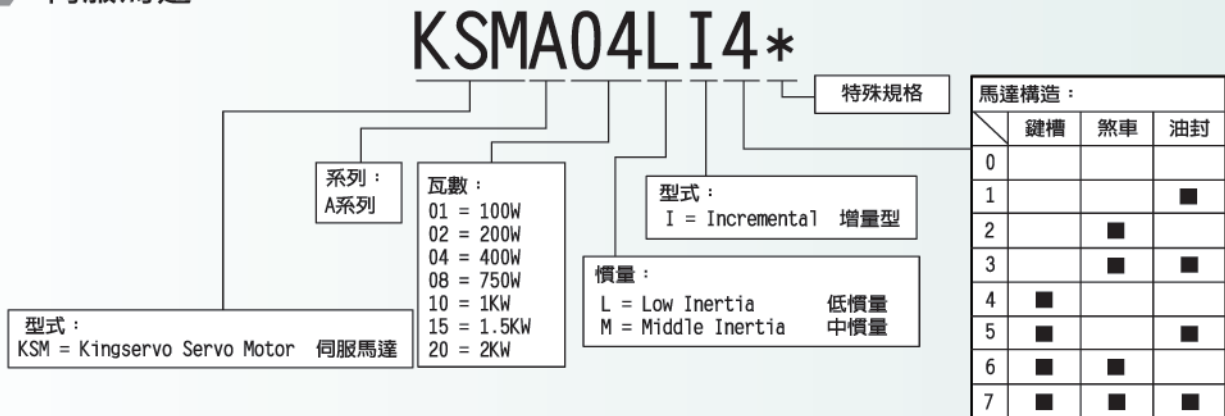 KSMA04LI4*
特殊規格
馬達構造：
鍵槽 煞車 油封
0
1 ■
2 ■
3 ■ ■
4 ■
5 ■ ■
6 ■ ■
7 ■ ■ ■
系列：
A系列
瓦數：
01 = 100W
02 = 200W
04 = 400W
08 = 750W
10 = 1KW
15 = 1.5KW
20 = 2KW
型式：
I = Incremental 增量型
慣量：
L = Low Inertia 低慣量
M = Middle Inertia 中慣量
型式：
KSM = Kingservo Servo Motor 伺服馬達